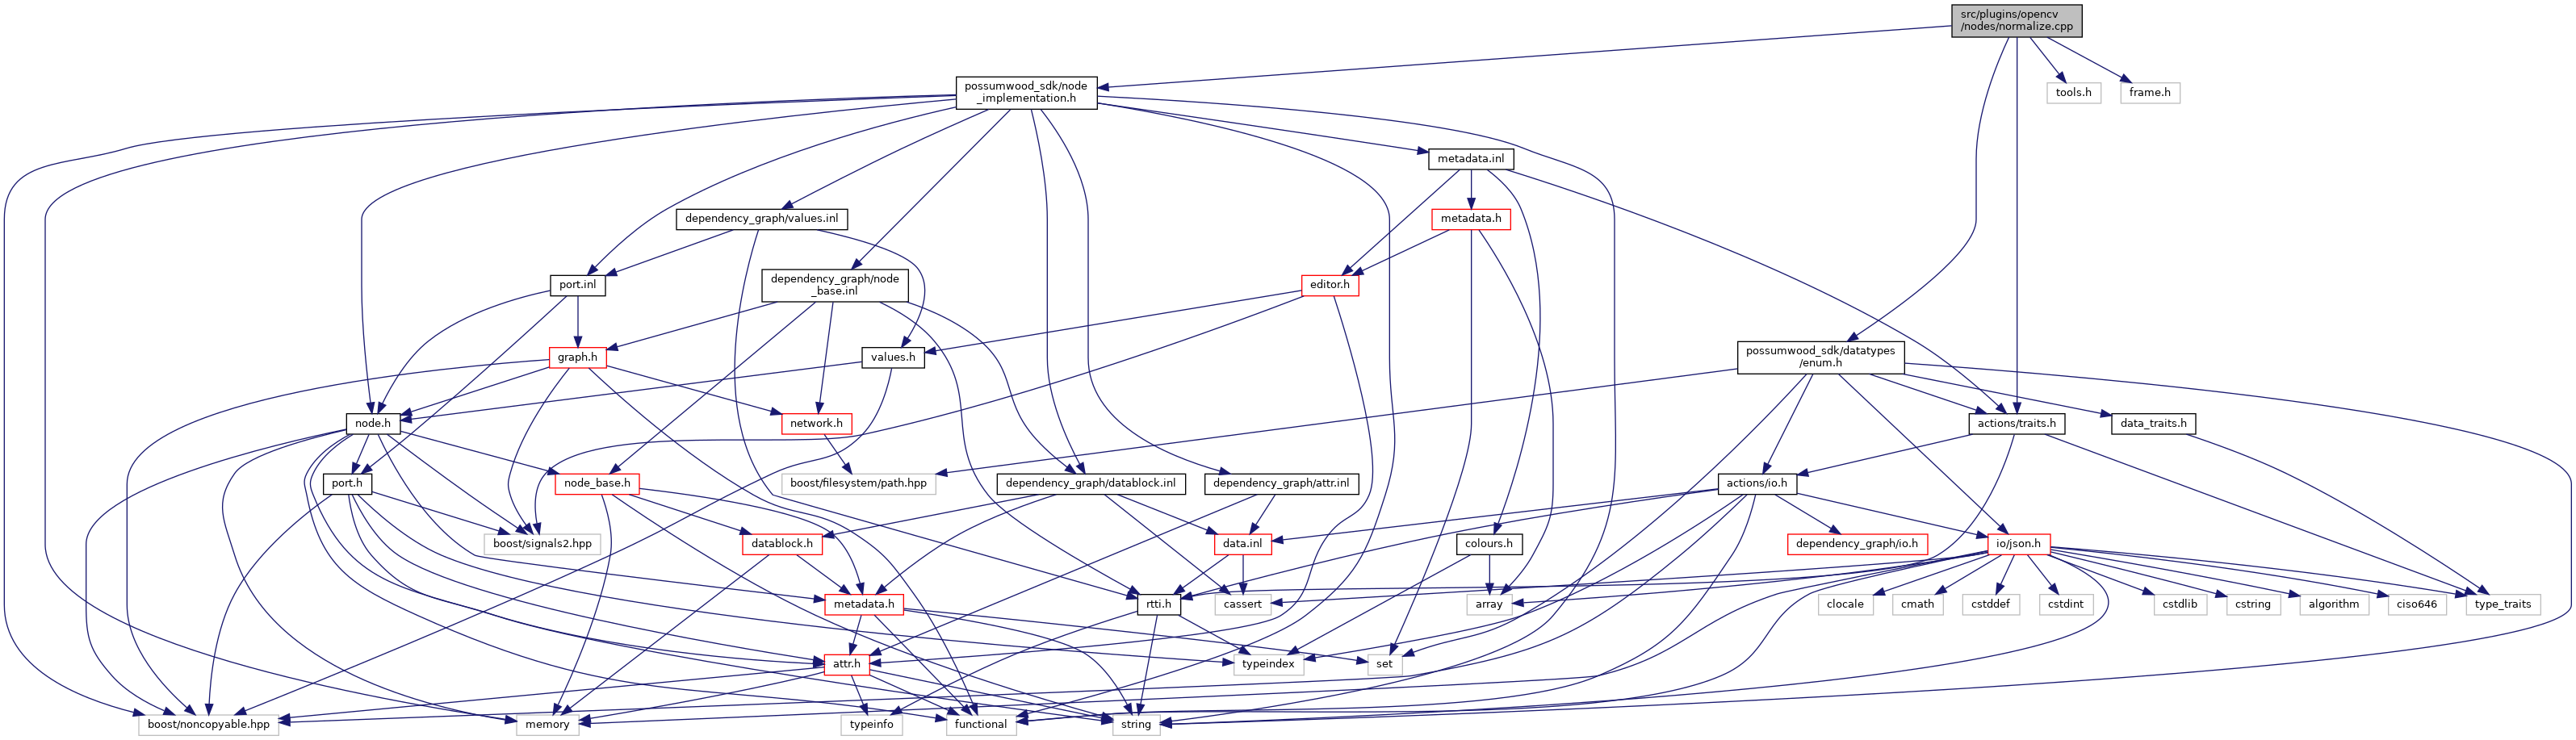 src/plugins/opencv
/nodes/normalize.cpp
possumwood_sdk/node
_implementation.h
tools.h
frame.h
metadata.inl
dependency_graph/values.inl
metadata.h
port.inl
dependency_graph/node
_base.inl
editor.h
graph.h
values.h
possumwood_sdk/datatypes
/enum.h
node.h
network.h
actions/traits.h
data_traits.h
port.h
node_base.h
boost/filesystem/path.hpp
dependency_graph/datablock.inl
dependency_graph/attr.inl
actions/io.h
boost/signals2.hpp
datablock.h
data.inl
colours.h
dependency_graph/io.h
io/json.h
metadata.h
rtti.h
cassert
array
clocale
cmath
cstddef
cstdint
cstdlib
cstring
algorithm
ciso646
type_traits
attr.h
typeindex
set
boost/noncopyable.hpp
memory
typeinfo
functional
string